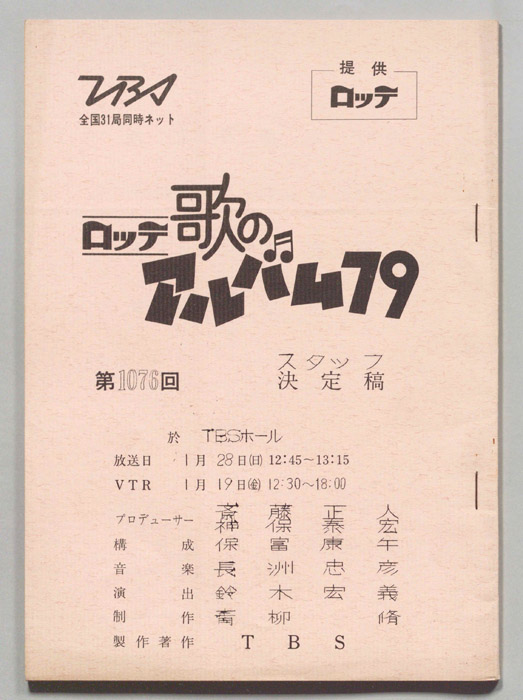 TBS
提供
ロッテ
全国31局同時ネット
ロッテ 歌の
アルバム79
第1076回
スタッフ
決定稿
於 TBSホール
放送日 1月 28日(日) 12:45〜13:15
VTR 1月 19日(金) 12:30〜18:00
プロデューサー 斎藤 正人
神保 泰宏
構成 保富 康午
音楽 長洲 忠彦
演出 鈴木 宏義
制作 青柳 脩
製作著作 TBS